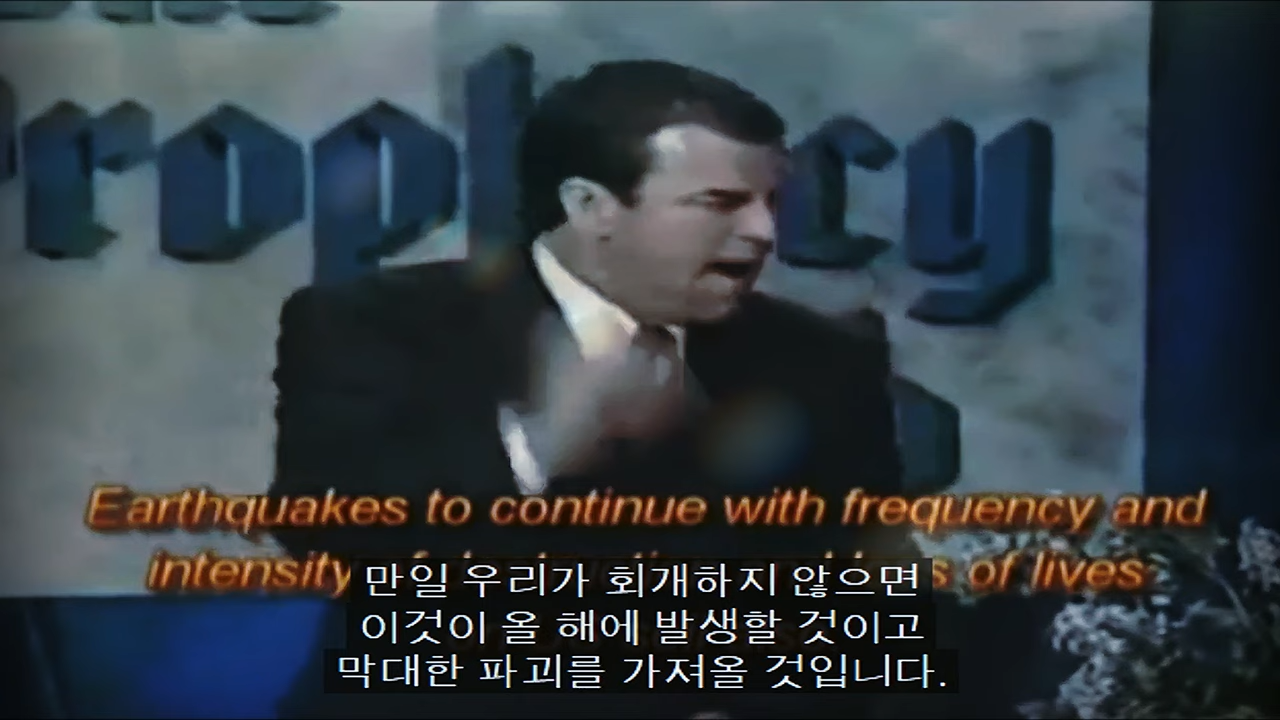 Prophecy
Earthquakes to continue with frequency and
intensity of lives
만일 우리가 회개하지 않으면
이것이 올 해에 발생할 것이고
막대한 파괴를 가져올 것입니다.